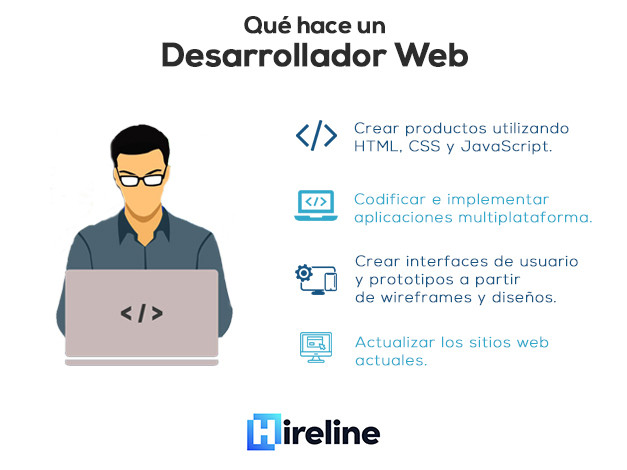 Qué hace un
Desarrollador Web
</>
Crear productos utilizando
HTML, CSS y JavaScript.
</>
Codificar e implementar
aplicaciones multiplataforma.
Crear interfaces de usuario
y prototipos a partir
de wireframes y diseños.
</>
Actualizar los sitios web
actuales.
Hireline